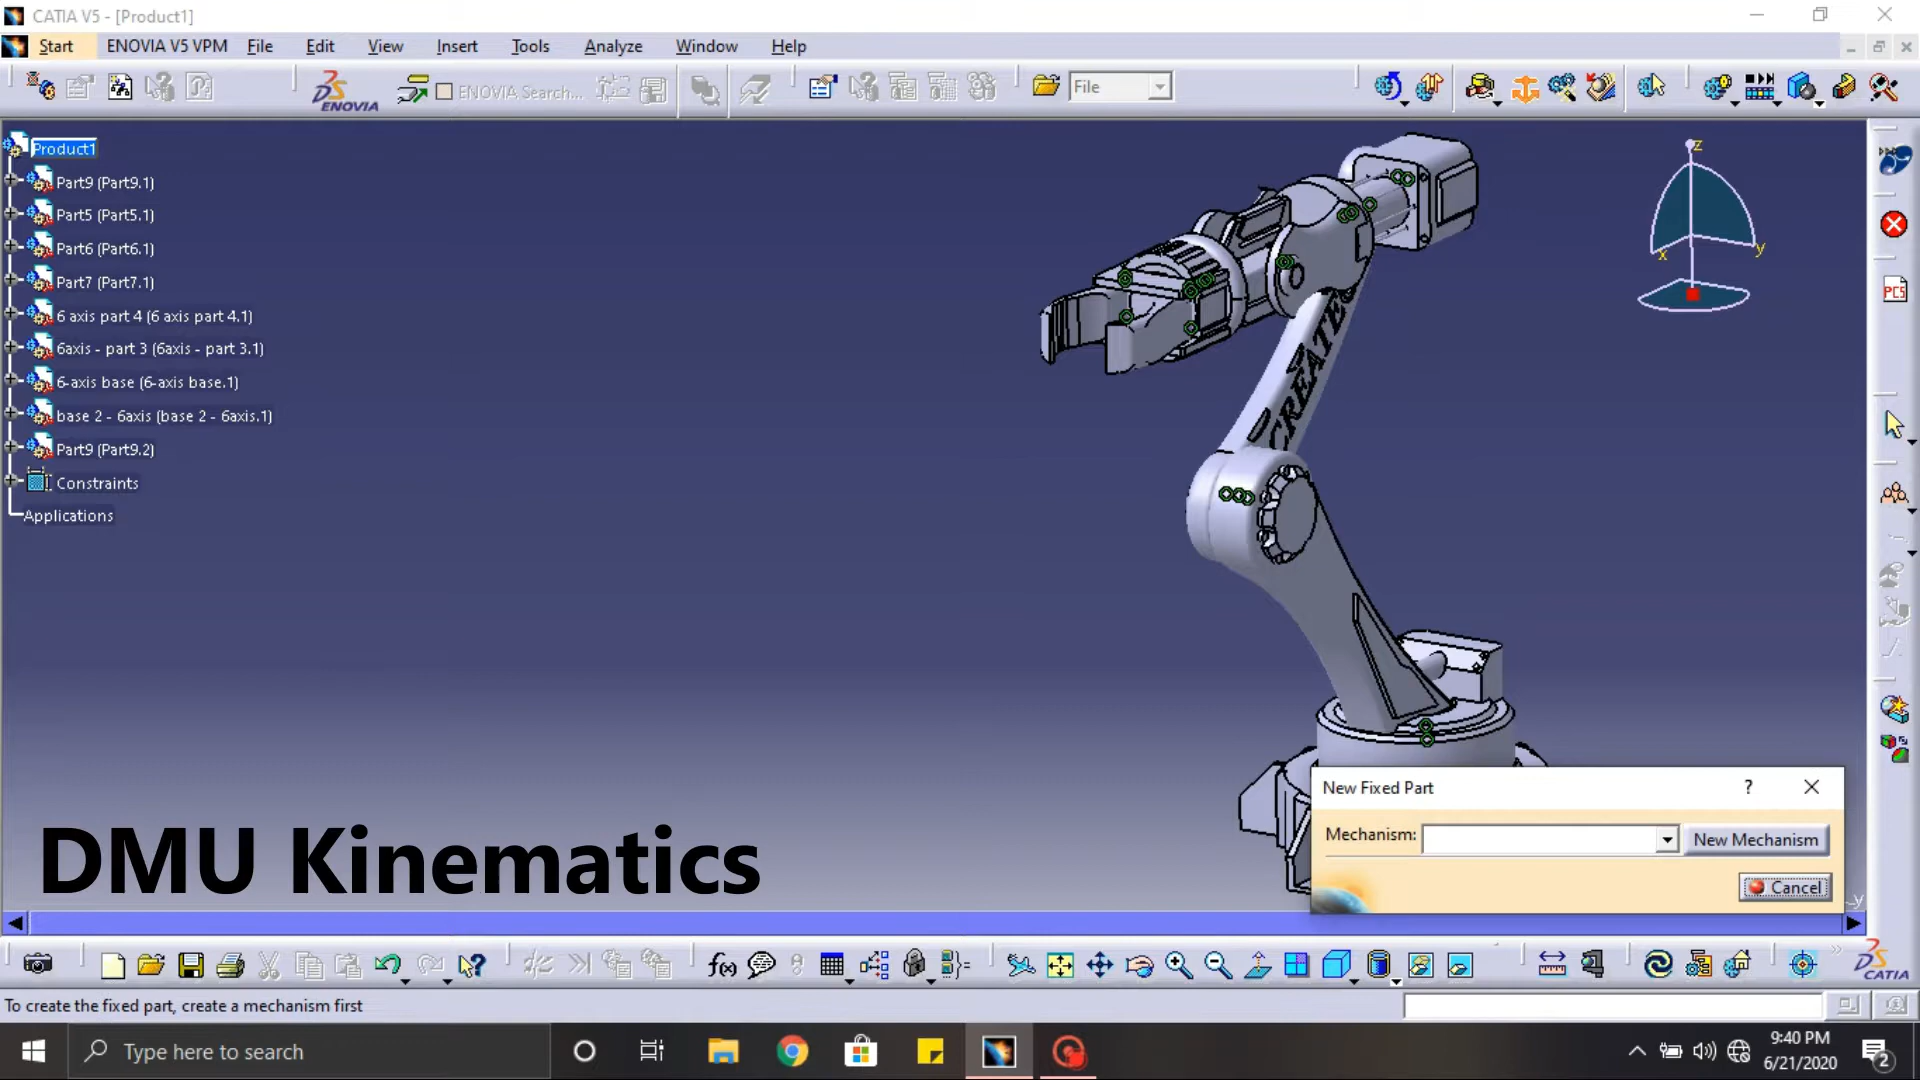 CATIA V5 - [Product1]
Start ENOVIA V5 VPM File Edit View Insert Tools Analyze Window Help
DS ENOVIA
ENOVIA Search...
File
Product1
Part9 (Part9.1)
Part5 (Part5.1)
Part6 (Part6.1)
Part7 (Part7.1)
6 axis part 4 (6 axis part 4.1)
6axis - part 3 (6axis - part 3.1)
6-axis base (6-axis base.1)
base 2 - 6axis (base 2 - 6axis.1)
Part9 (Part9.2)
Constraints
Applications
z
x
y
PCS
CREATE
DMU Kinematics
New Fixed Part ?
Mechanism: New Mechanism
Cancel
y
f(x)
DS CATIA
To create the fixed part, create a mechanism first
Type here to search
9:40 PM
6/21/2020
2